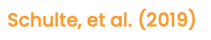 Schulte, et al. (2019)